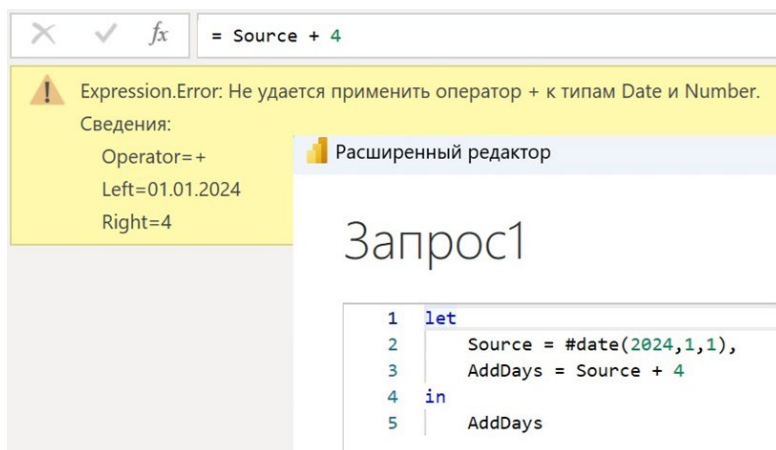 fx
= Source + 4
Expression.Error: Не удается применить оператор + к типам Date и Number.
Сведения:
Operator=+
Left=01.01.2024
Right=4
Расширенный редактор
Запрос1
1 let
2 Source = #date(2024,1,1),
3 AddDays = Source + 4
4 in
5 AddDays